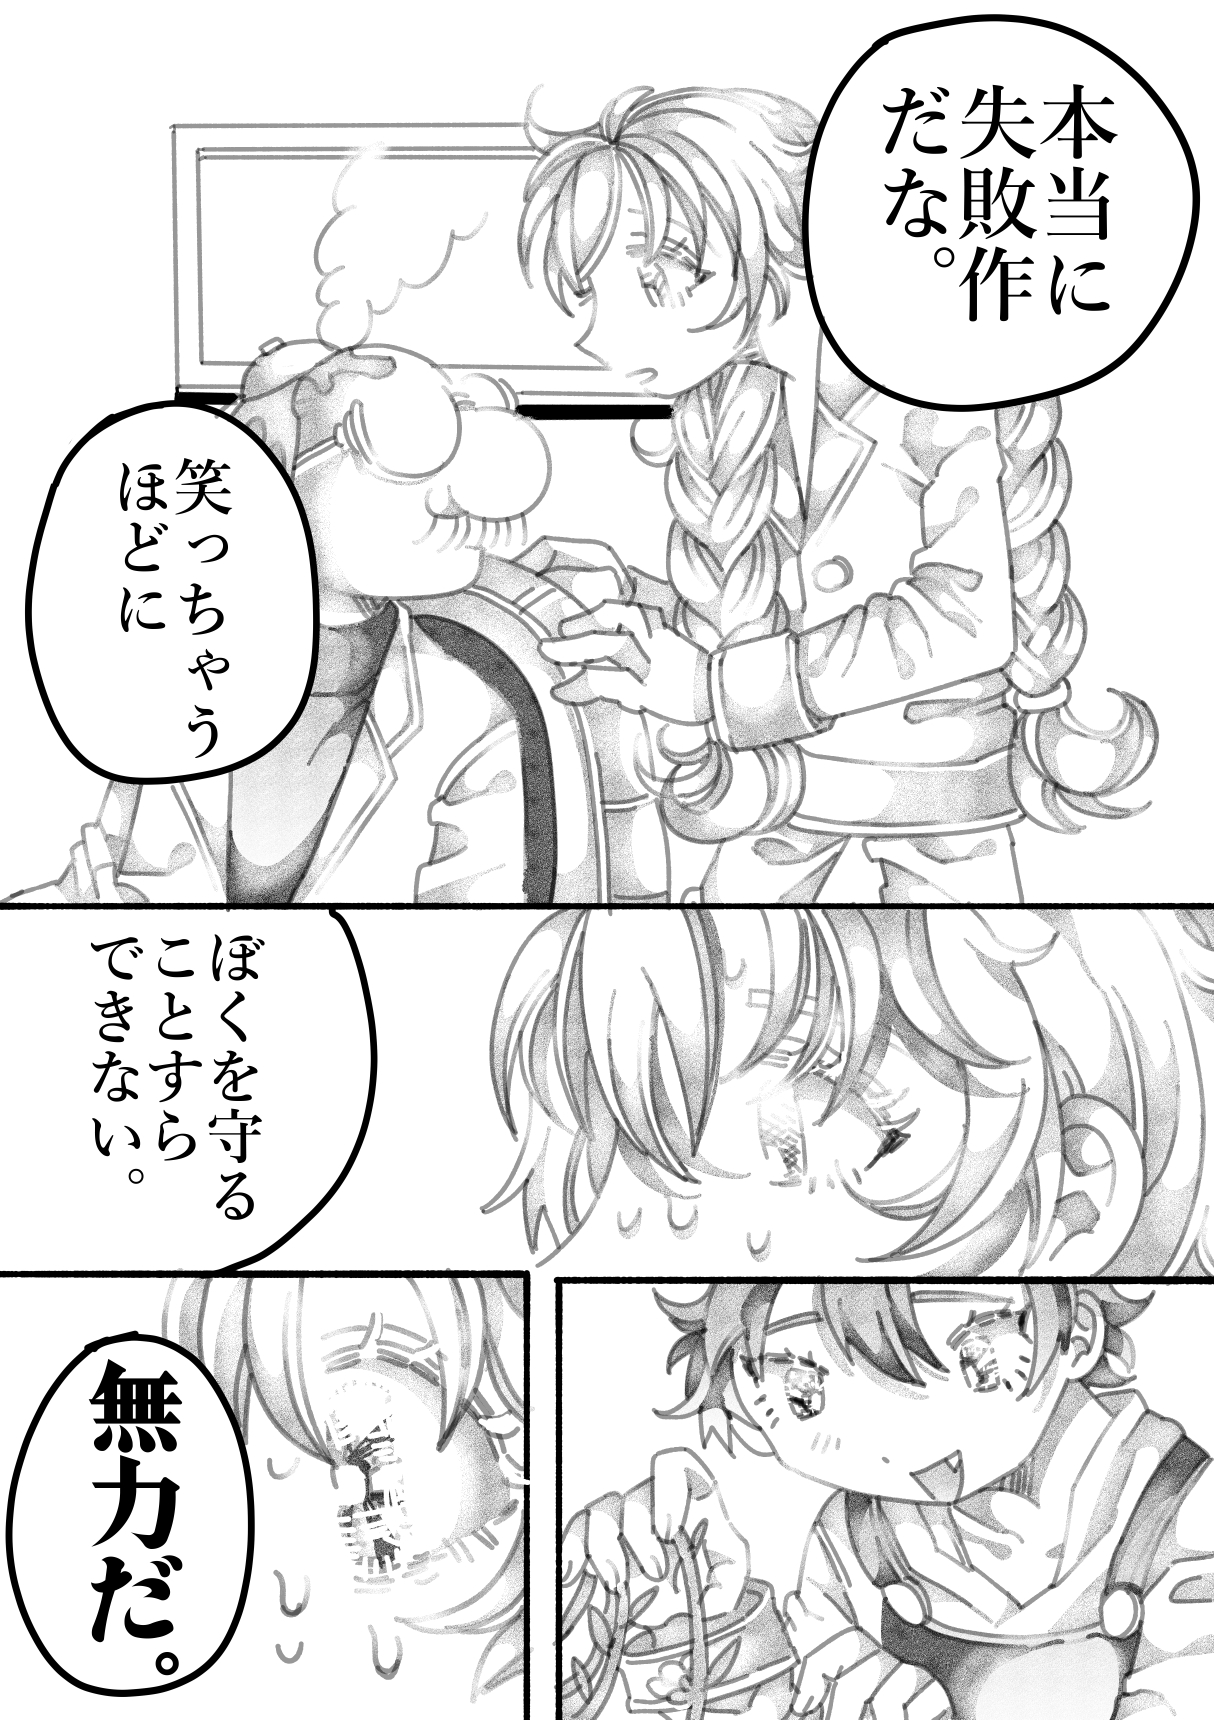 本当に
失敗作
だな。
笑っちゃう
ほどに
ぼくを守る
ことすら
できない。
無力だ。